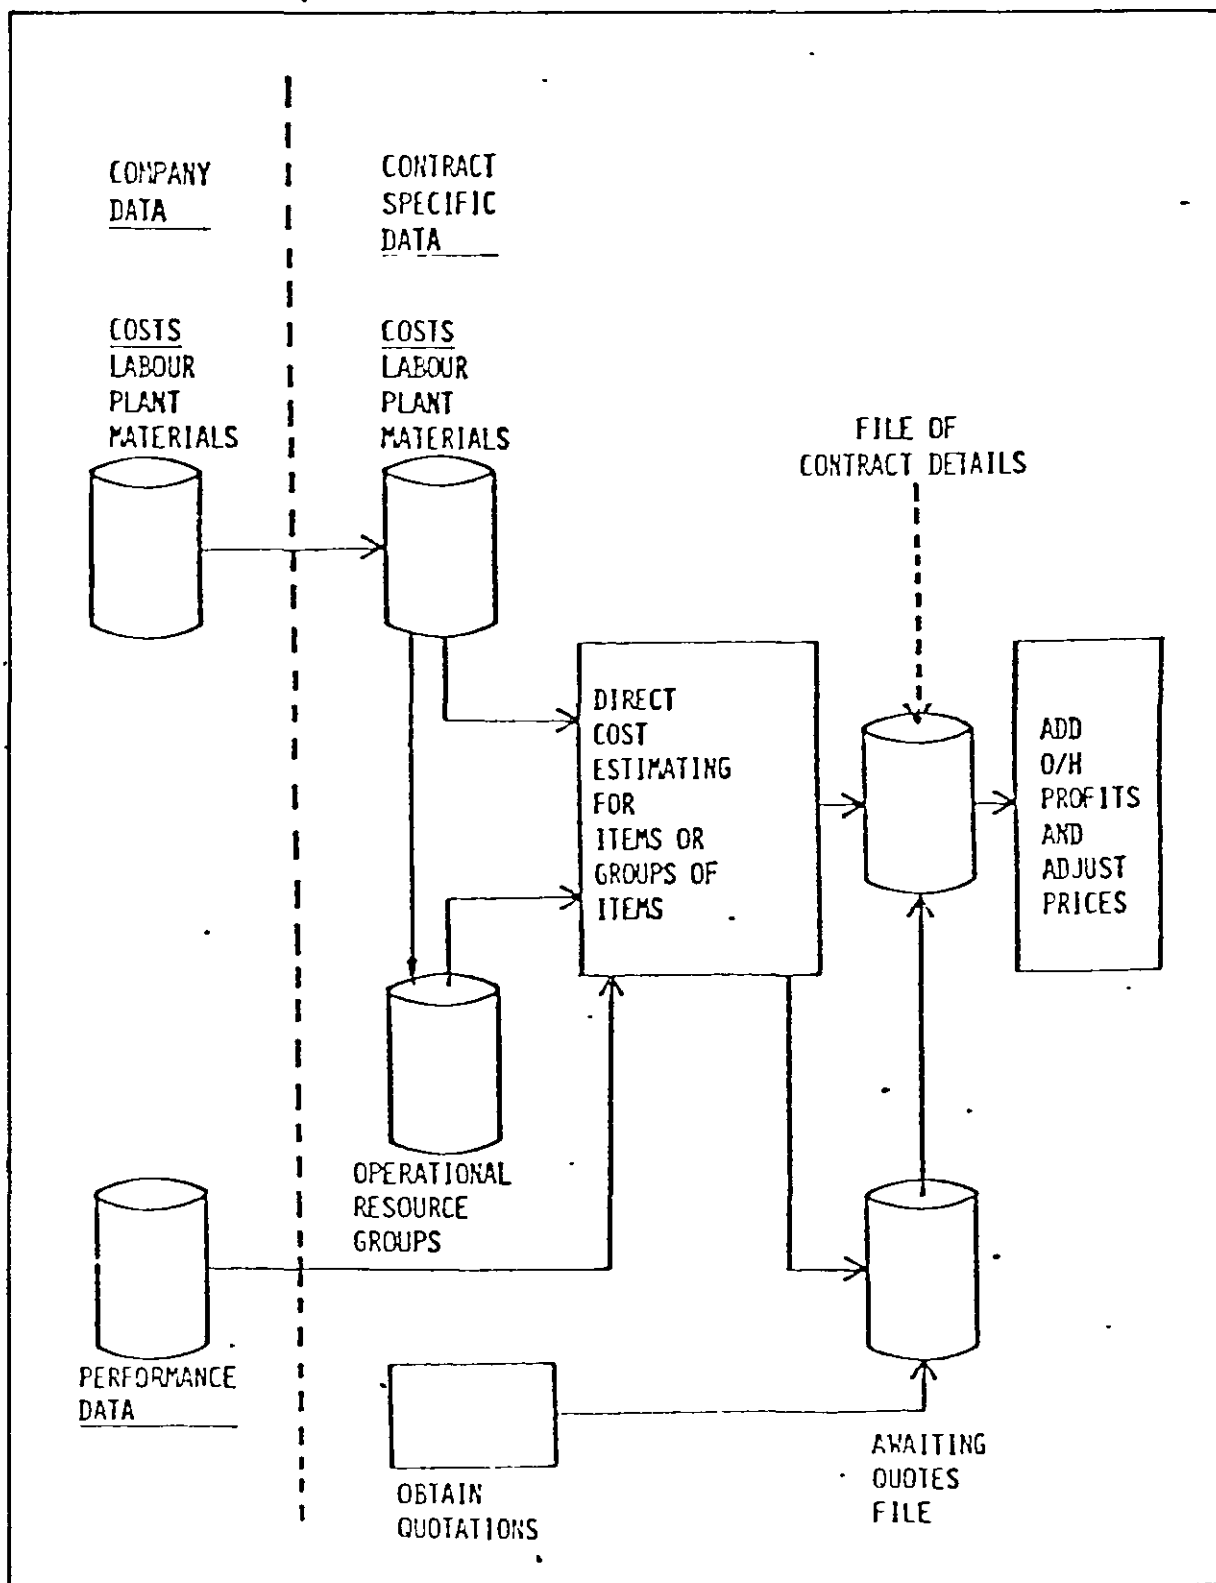 COMPANY
DATA
CONTRACT
SPECIFIC
DATA
COSTS
LABOUR
PLANT
MATERIALS
COSTS
LABOUR
PLANT
MATERIALS
FILE OF
CONTRACT DETAILS
DIRECT
COST
ESTIMATING
FOR
ITEMS OR
GROUPS OF
ITEMS
ADD
O/H
PROFITS
AND
ADJUST
PRICES
OPERATIONAL
RESOURCE
GROUPS
PERFORMANCE
DATA
OBTAIN
QUOTATIONS
AWAITING
QUOTES
FILE